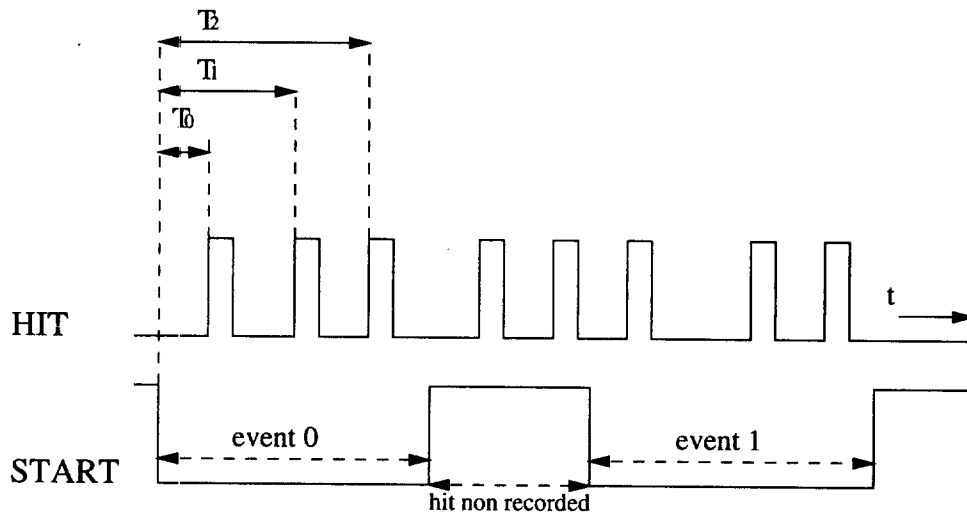 T2
T1
T0
t
HIT
event 0
event 1
START
hit non recorded